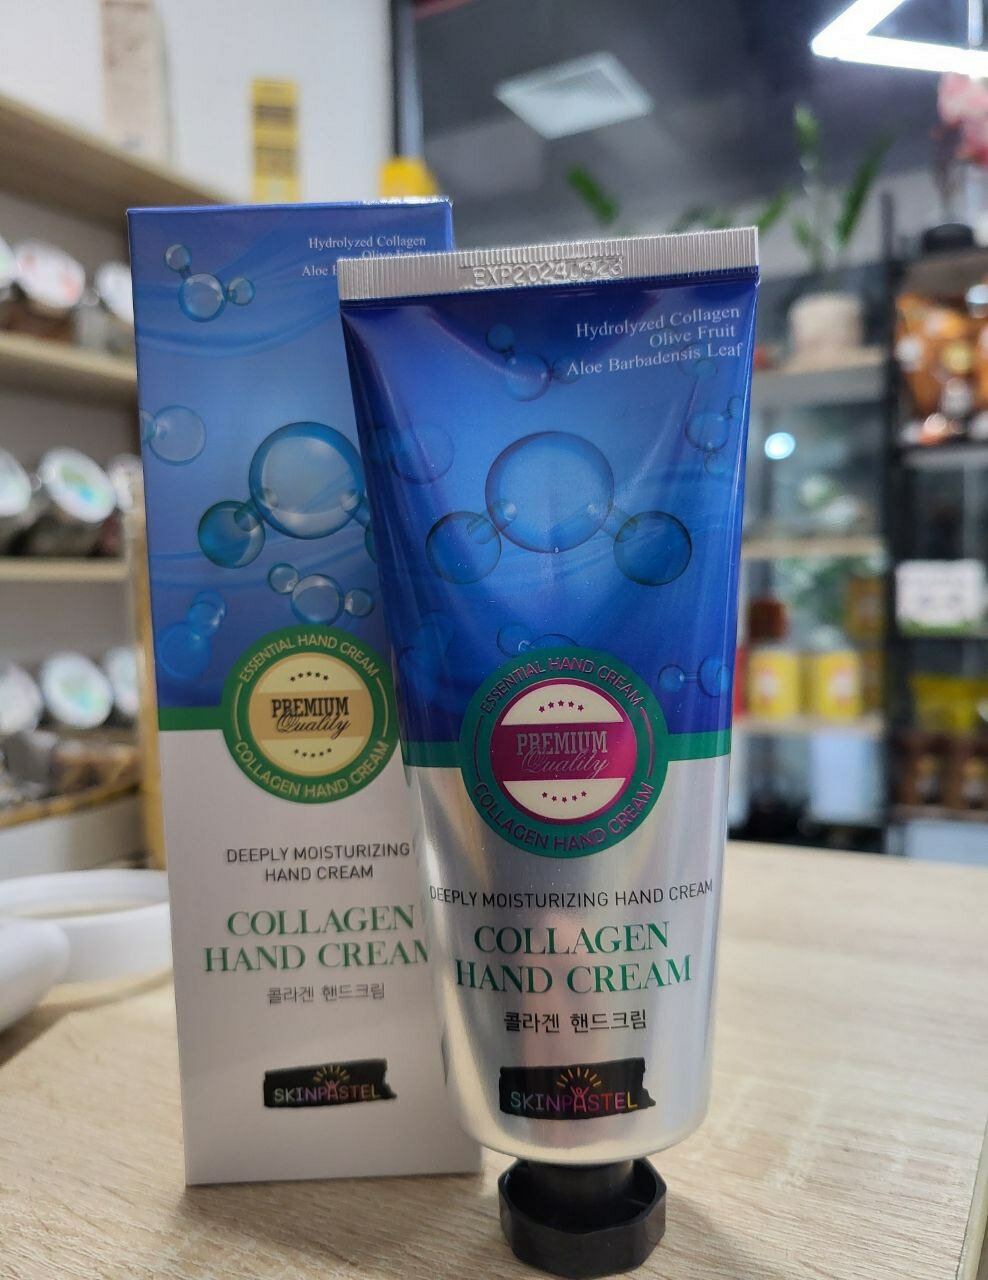 Hydrolyzed Collagen
Olive Fruit
Aloe
ESSENTIAL HAND CREAM
PREMIUM
Quality
COLLAGEN HAND CREAM
DEEPLY MOISTURIZING
HAND CREAM
COLLAGEN
HAND CREAM
콜라겐 핸드크림
SKINPASTEL
EXP20240923
Hydrolyzed Collagen
Olive Fruit
Aloe Barbadensis Leaf
ESSENTIAL HAND CREAM
PREMIUM
Quality
COLLAGEN HAND CREAM
DEEPLY MOISTURIZING HAND CREAM
COLLAGEN
HAND CREAM
콜라겐 핸드크림
SKINPASTEL